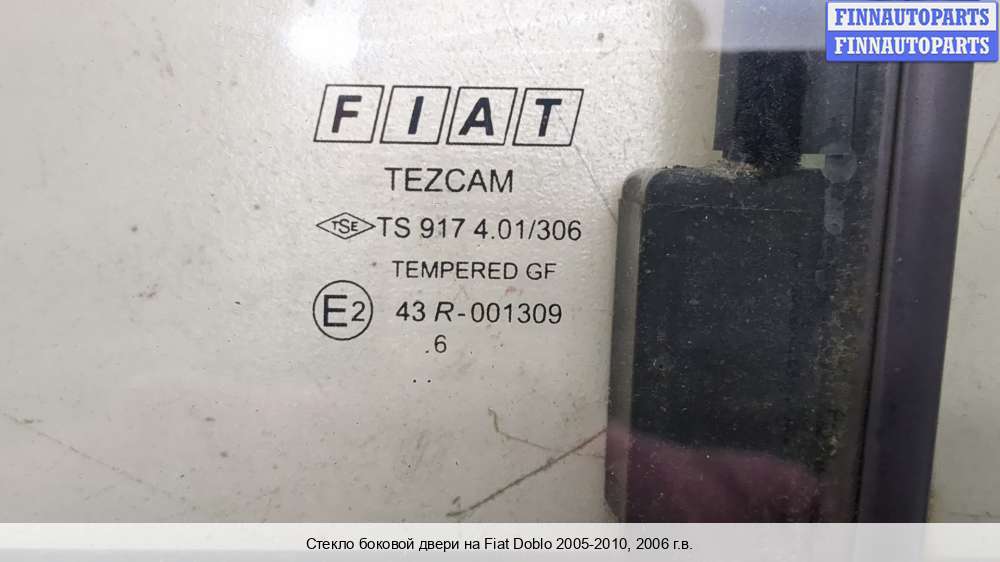 FINNAUTOPARTS
FINNAUTOPARTS
FIAT
TEZCAM
TSE TS 917 4.01/306
TEMPERED GF
E2 43 R-001309
.6
Стекло боковой двери на Fiat Doblo 2005-2010, 2006 г.в.